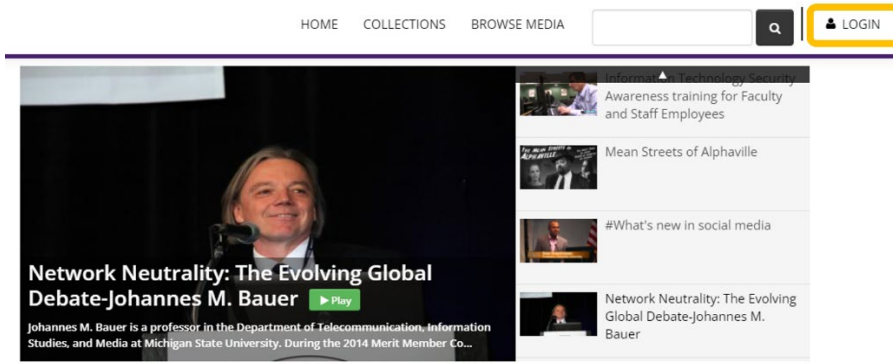 HOME COLLECTIONS BROWSE MEDIA LOGIN
Information Technology Security
Awareness training for Faculty
and Staff Employees
Mean Streets of Alphaville
#What's new in social media
Network Neutrality: The Evolving
Global Debate-Johannes M.
Bauer
Network Neutrality: The Evolving Global
Debate-Johannes M. Bauer Play
Johannes M. Bauer is a professor in the Department of Telecommunication, Information
Studies, and Media at Michigan State University. During the 2014 Merit Member Co...